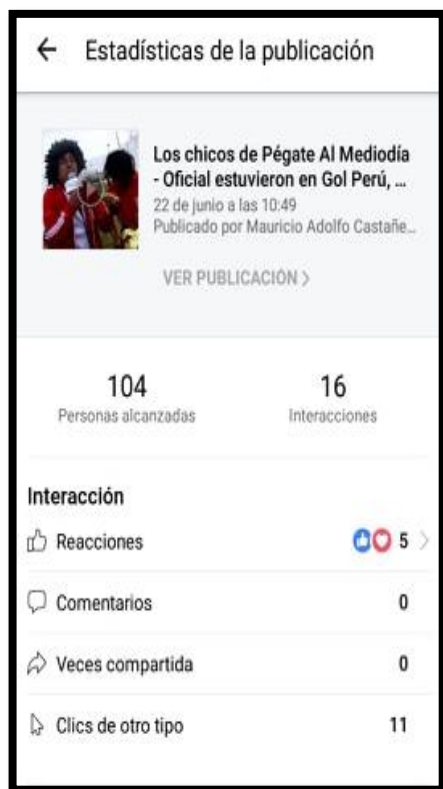 Estadísticas de la publicación
Los chicos de Pégate Al Mediodía
- Oficial estuvieron en Gol Perú, ...
22 de junio a las 10:49
Publicado por Mauricio Adolfo Castañe...
VER PUBLICACIÓN >
104
Personas alcanzadas
16
Interacciones
Interacción
Reacciones 5 >
Comentarios 0
Veces compartida 0
Clics de otro tipo 11